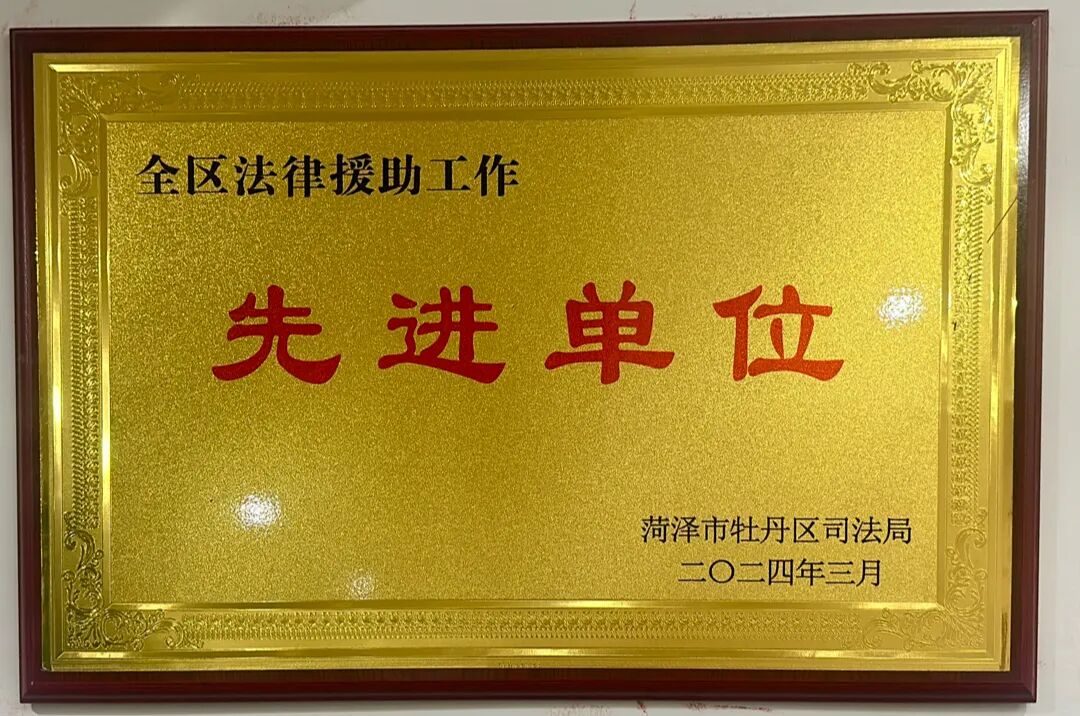 全区法律援助工作
先进单位
菏泽市牡丹区司法局
二〇二四年三月